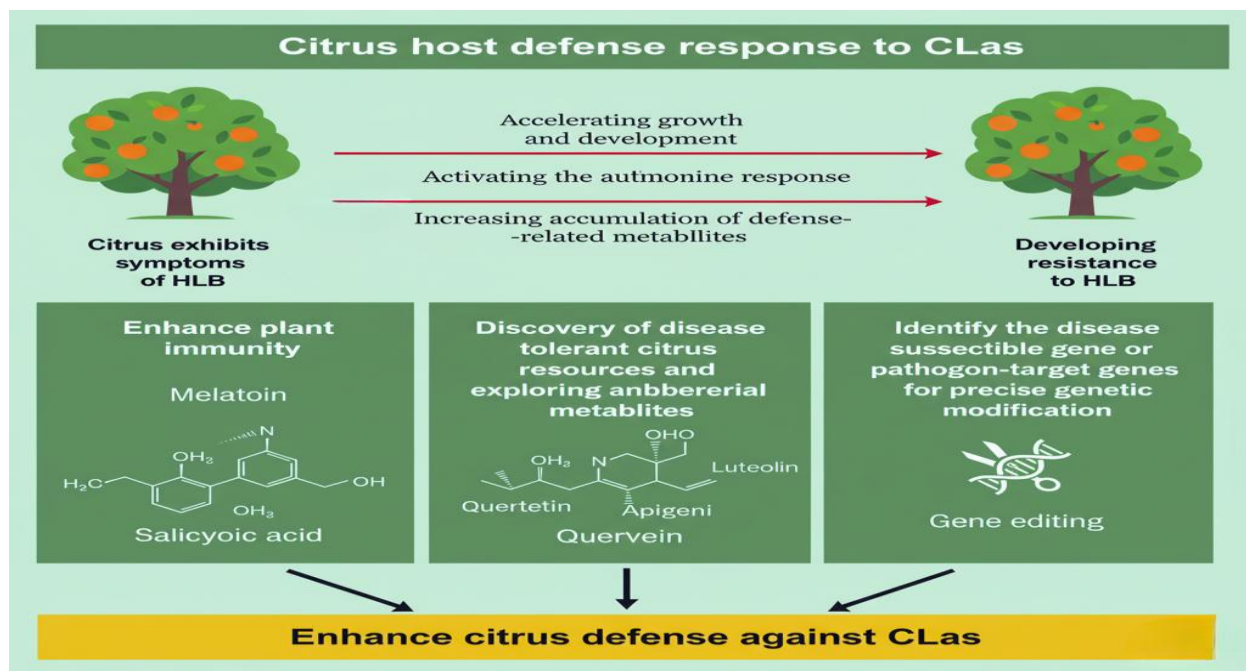 Citrus host defense response to CLas
Accelerating growth
and development
Activating the autmonine response
Increasing accumulation of defense-
-related metabllites
Citrus exhibits
symptoms
of HLB
Developing
resistance
to HLB
Enhance plant
immunity
Melatoin
N
OH₂
H₂C
OH
OH₃
Salicyoic acid
Discovery of disease
tolerant citrus
resources and
exploring anbbererial
metablites
OHO
OH₂
N
Luteolin
Quertetin
Apigeni
Quervein
Identify the disease
sussectible gene or
pathogon-target genes
for precise genetic
modification
Gene editing
Enhance citrus defense against CLas